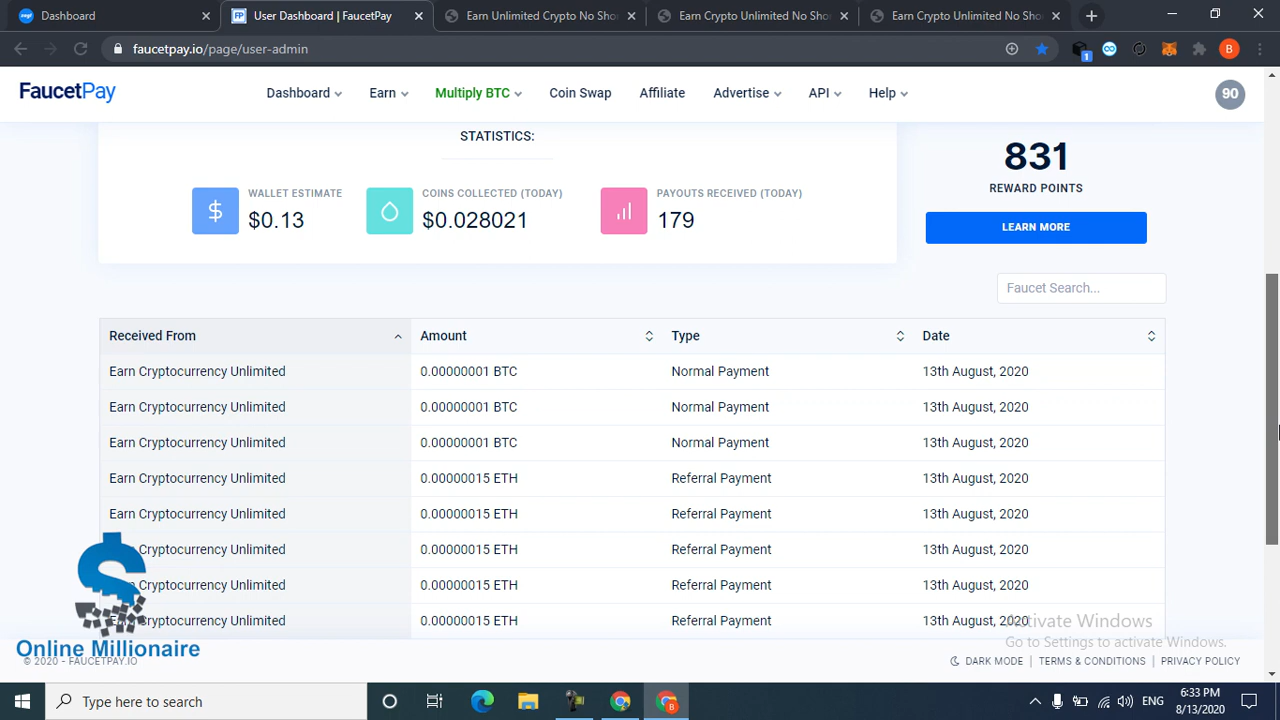 Dashboard
User Dashboard | FaucetPay
Earn Unlimited Crypto No Sho
Earn Crypto Unlimited No Sho
Earn Crypto Unlimited No Sho
faucetpay.io/page/user-admin
1
B
FaucetPay
Dashboard
Earn
Multiply BTC
Coin Swap
Affiliate
Advertise
API
Help
90
STATISTICS:
WALLET ESTIMATE
$0.13
COINS COLLECTED (TODAY)
$0.028021
PAYOUTS RECEIVED (TODAY)
179
831
REWARD POINTS
LEARN MORE
Faucet Search...
Received From Amount Type Date
Earn Cryptocurrency Unlimited 0.00000001 BTC Normal Payment 13th August, 2020
Earn Cryptocurrency Unlimited 0.00000001 BTC Normal Payment 13th August, 2020
Earn Cryptocurrency Unlimited 0.00000001 BTC Normal Payment 13th August, 2020
Earn Cryptocurrency Unlimited 0.00000015 ETH Referral Payment 13th August, 2020
Earn Cryptocurrency Unlimited 0.00000015 ETH Referral Payment 13th August, 2020
Earn Cryptocurrency Unlimited 0.00000015 ETH Referral Payment 13th August, 2020
Earn Cryptocurrency Unlimited 0.00000015 ETH Referral Payment 13th August, 2020
Earn Cryptocurrency Unlimited 0.00000015 ETH Referral Payment 13th August, 2020
Activate Windows
Go to Settings to activate Windows.
Online Millionaire
© 2020 - FAUCETPAY.IO
DARK MODE
TERMS & CONDITIONS
PRIVACY POLICY
Type here to search
B
ENG
6:33 PM
8/13/2020